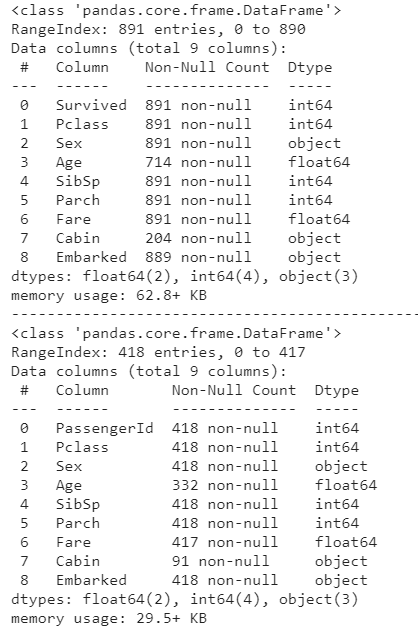 <class 'pandas.core.frame.DataFrame'>
RangeIndex: 891 entries, 0 to 890
Data columns (total 9 columns):
 #   Column    Non-Null Count  Dtype
---  ------    --------------  -----
 0   Survived  891 non-null    int64
 1   Pclass    891 non-null    int64
 2   Sex       891 non-null    object
 3   Age       714 non-null    float64
 4   SibSp     891 non-null    int64
 5   Parch     891 non-null    int64
 6   Fare      891 non-null    float64
 7   Cabin     204 non-null    object
 8   Embarked  889 non-null    object
dtypes: float64(2), int64(4), object(3)
memory usage: 62.8+ KB
----------------------------------------------
<class 'pandas.core.frame.DataFrame'>
RangeIndex: 418 entries, 0 to 417
Data columns (total 9 columns):
 #   Column       Non-Null Count  Dtype
---  ------       --------------  -----
 0   PassengerId  418 non-null    int64
 1   Pclass       418 non-null    int64
 2   Sex          418 non-null    object
 3   Age          332 non-null    float64
 4   SibSp        418 non-null    int64
 5   Parch        418 non-null    int64
 6   Fare         417 non-null    float64
 7   Cabin        91 non-null     object
 8   Embarked     418 non-null    object
dtypes: float64(2), int64(4), object(3)
memory usage: 29.5+ KB